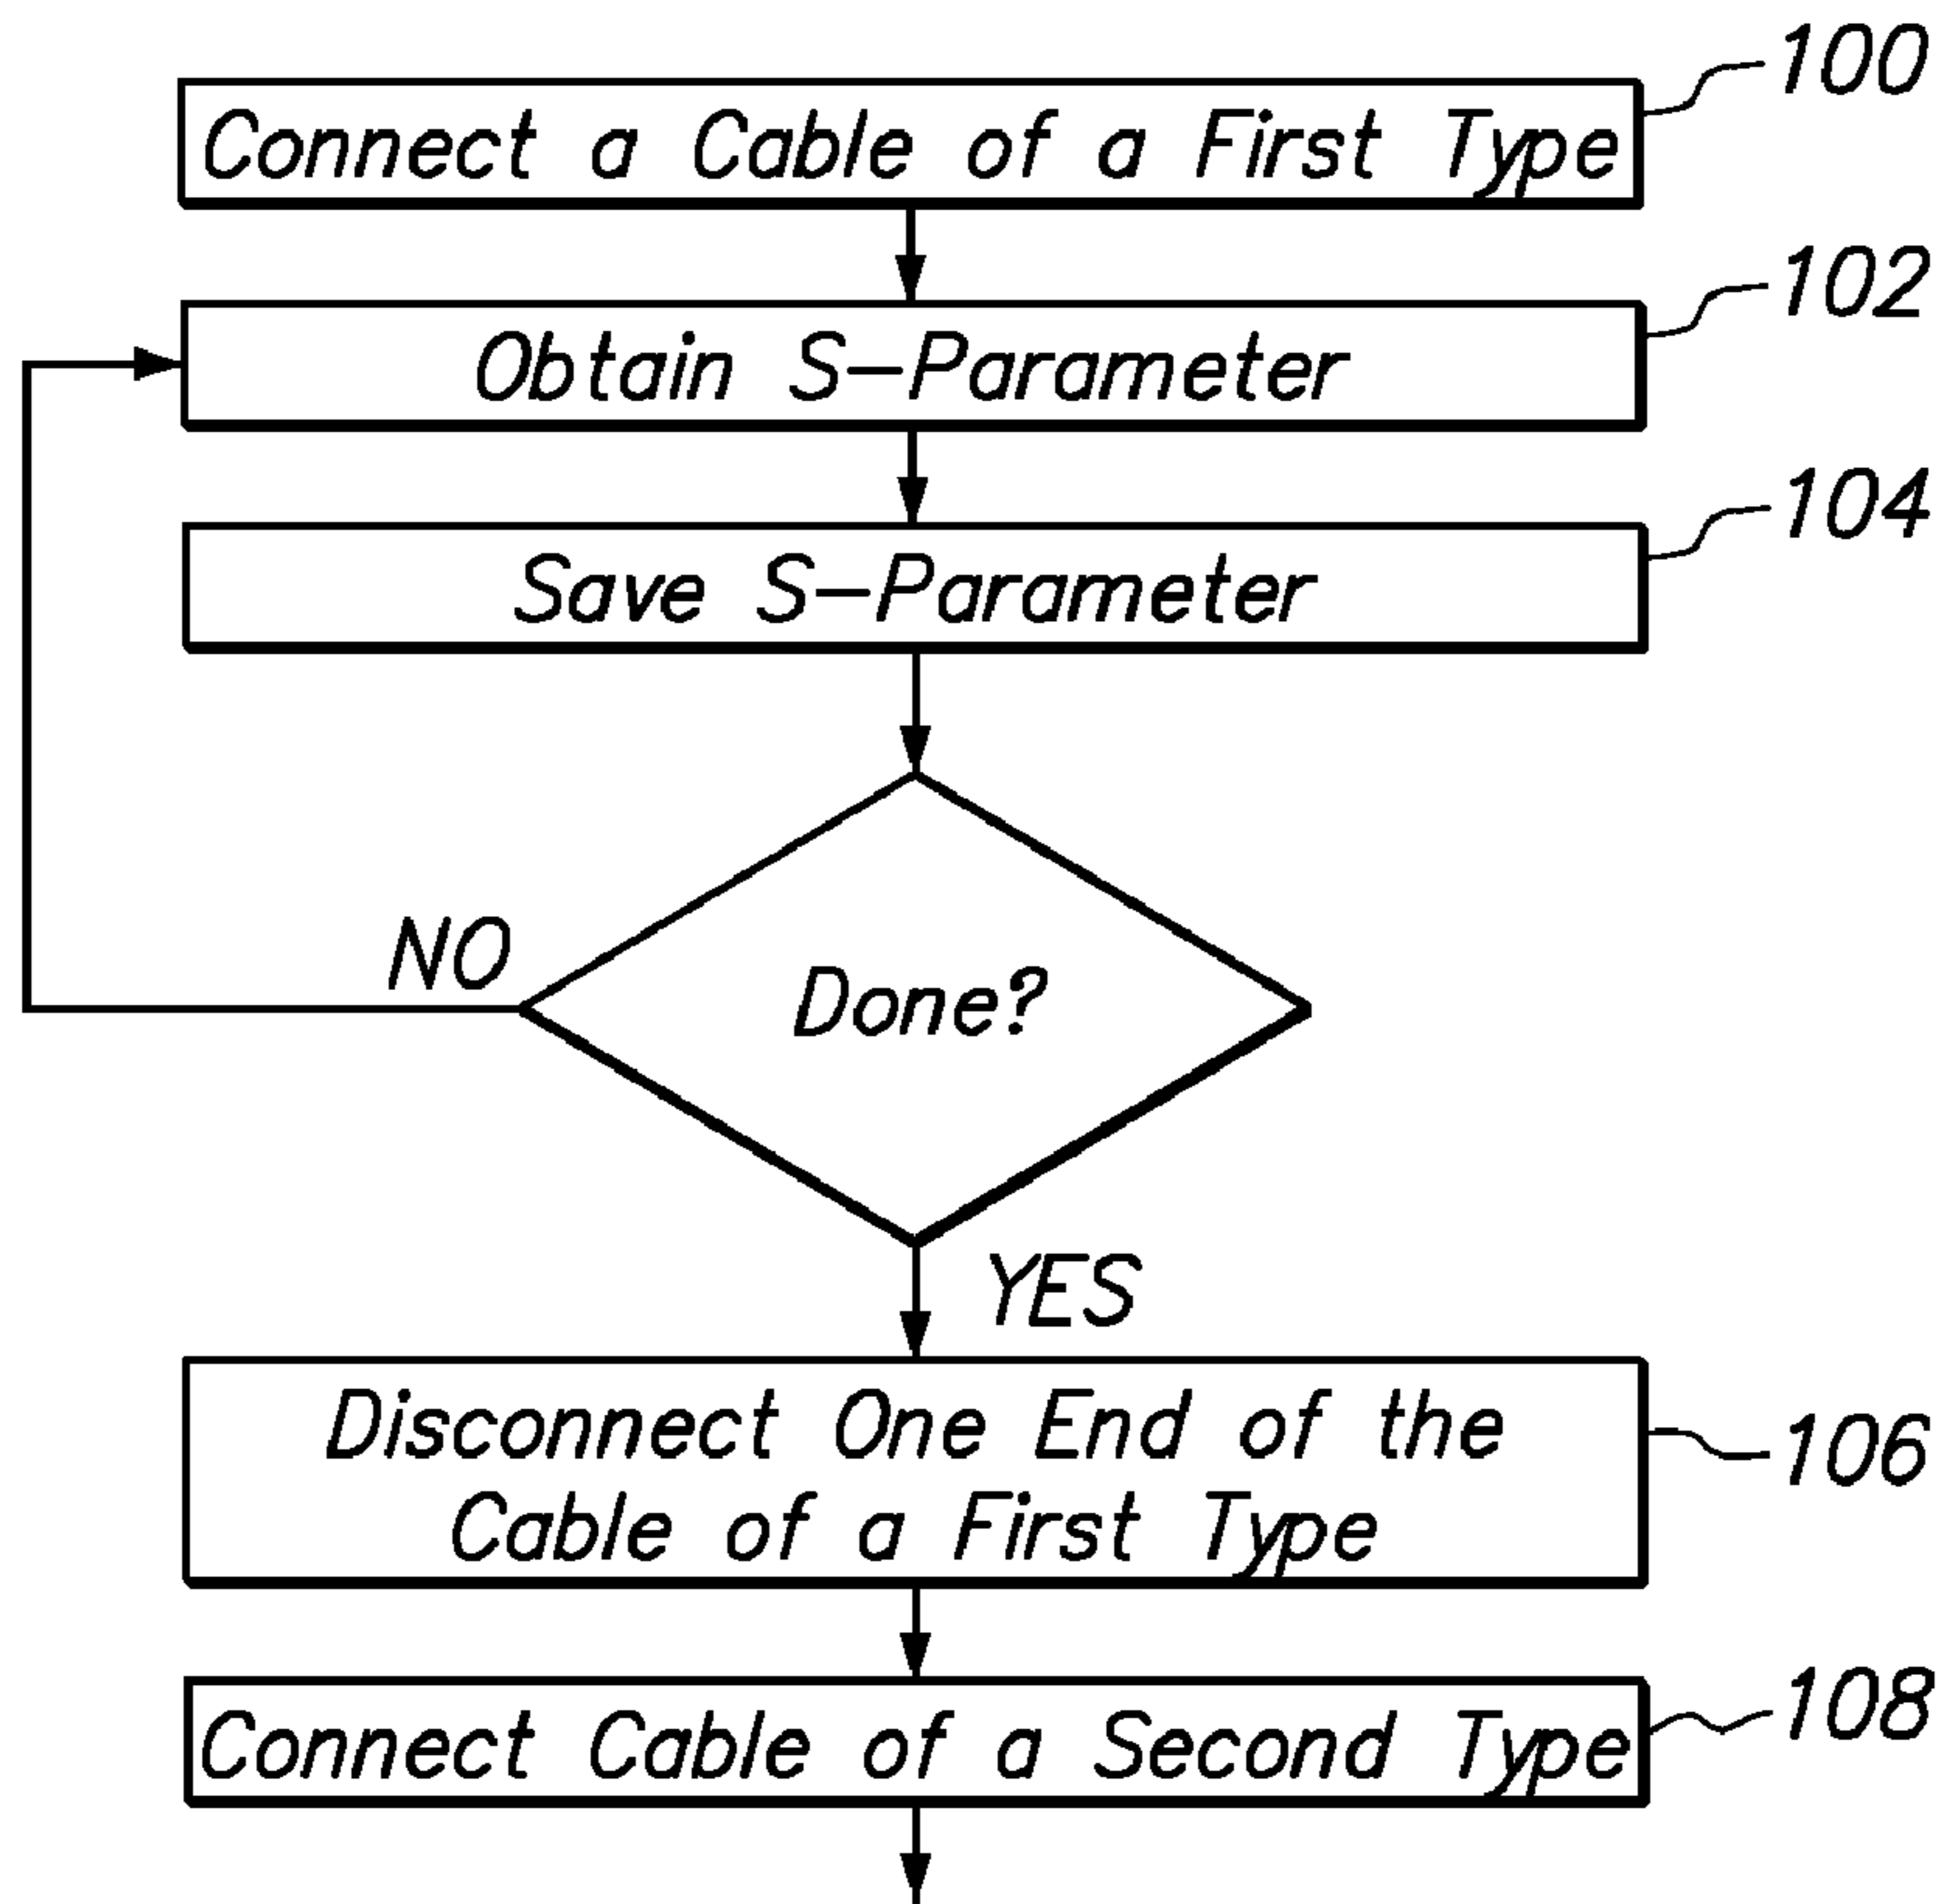 100
Connect a Cable of a First Type
102
Obtain S-Parameter
104
Save S-Parameter
NO
Done?
YES
Disconnect One End of the
Cable of a First Type
106
Connect Cable of a Second Type
108